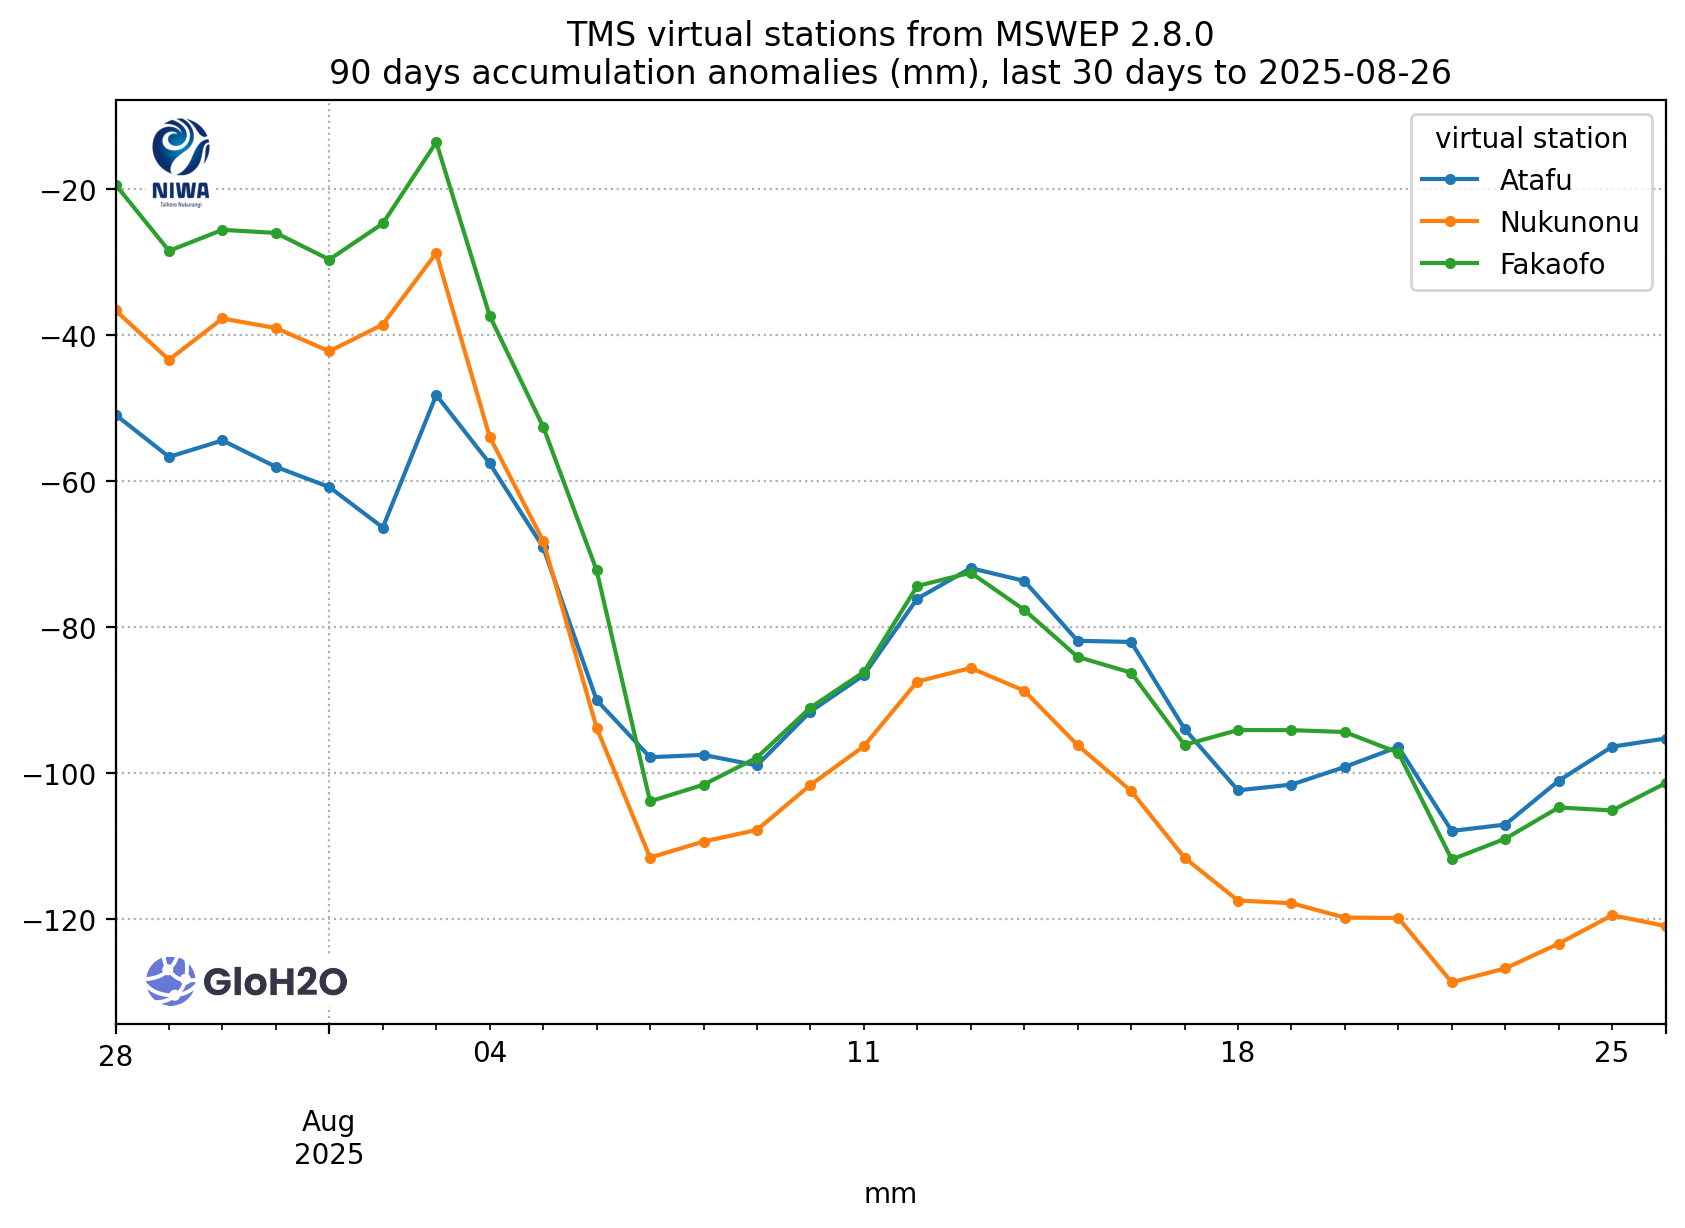 TMS virtual stations from MSWEP 2.8.0
90 days accumulation anomalies (mm), last 30 days to 2025-08-26
NIWA
Taihoro Nukurangi
virtual station
Atafu
Nukunonu
Fakaofo
−20
−40
−60
−80
−100
−120
GloH2O
28
04
11
18
25
Aug
2025
mm